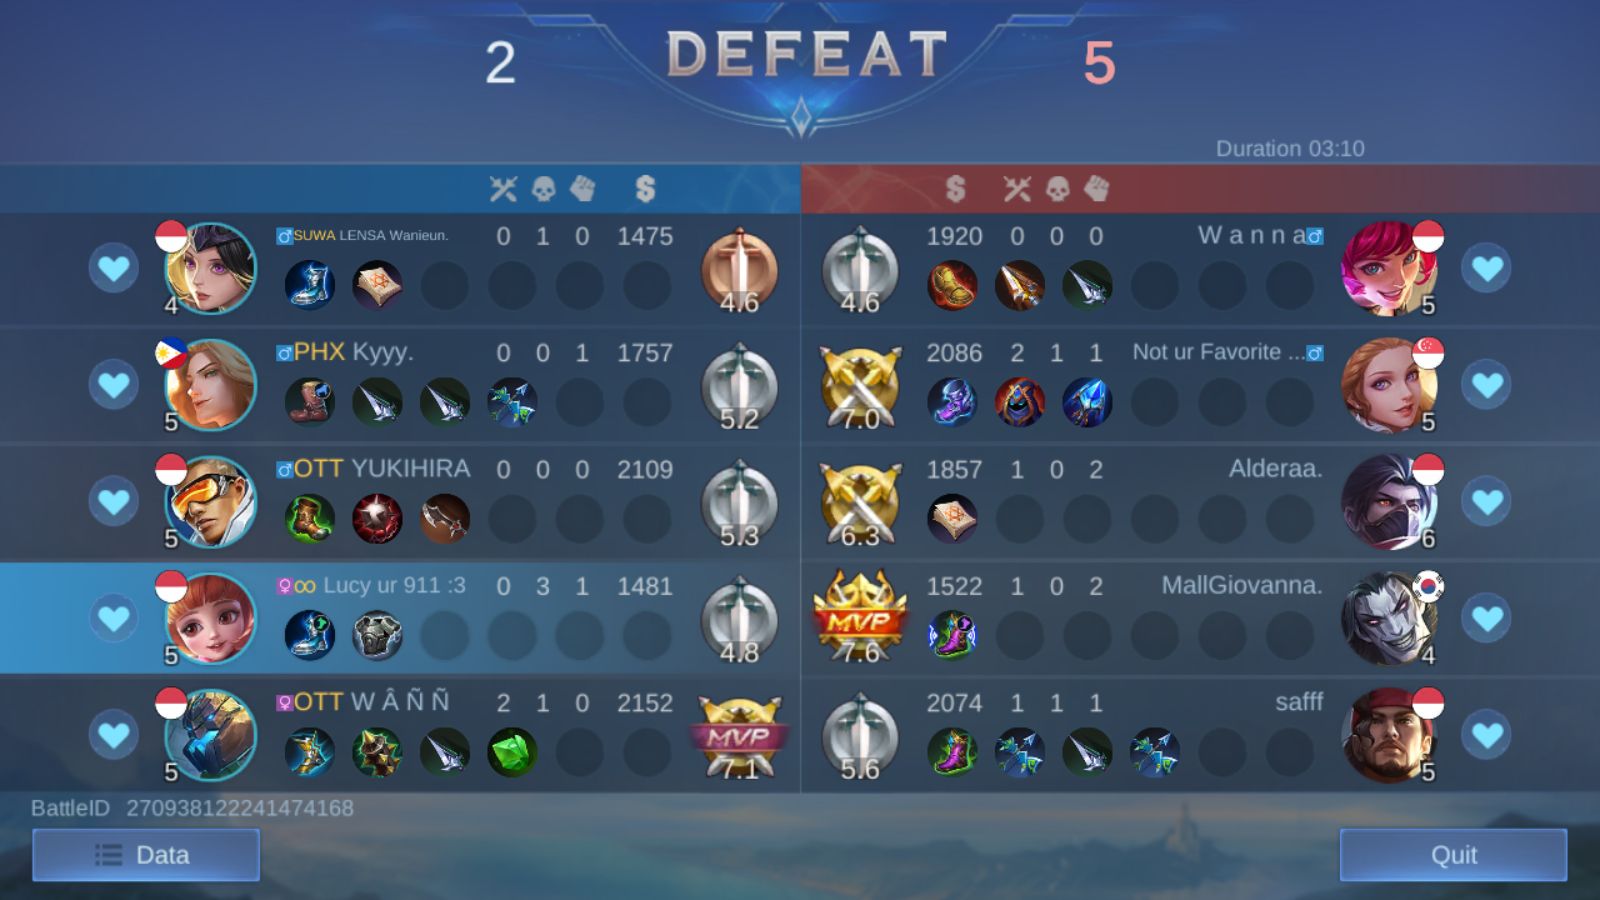 2 DEFEAT 5
Duration 03:10
SUWA LENSA Wanieun. 0 1 0 1475
4 4.6
1920 0 0 0 W a n n a
4.6 5
PHX Kyyy. 0 0 1 1757
5 5.2
2086 2 1 1 Not ur Favorite ...
7.0 5
OTT YUKIHIRA 0 0 0 2109
5 5.3
1857 1 0 2 Alderaa.
6.3 6
∞ Lucy ur 911 :3 0 3 1 1481
5 4.8
1522 1 0 2 MallGiovanna.
MVP
7.6 4
OTT W Â Ñ Ñ 2 1 0 2152
MVP
5 7.1
2074 1 1 1 safff
5.6 5
BattleID 270938122241474168
Data
Quit